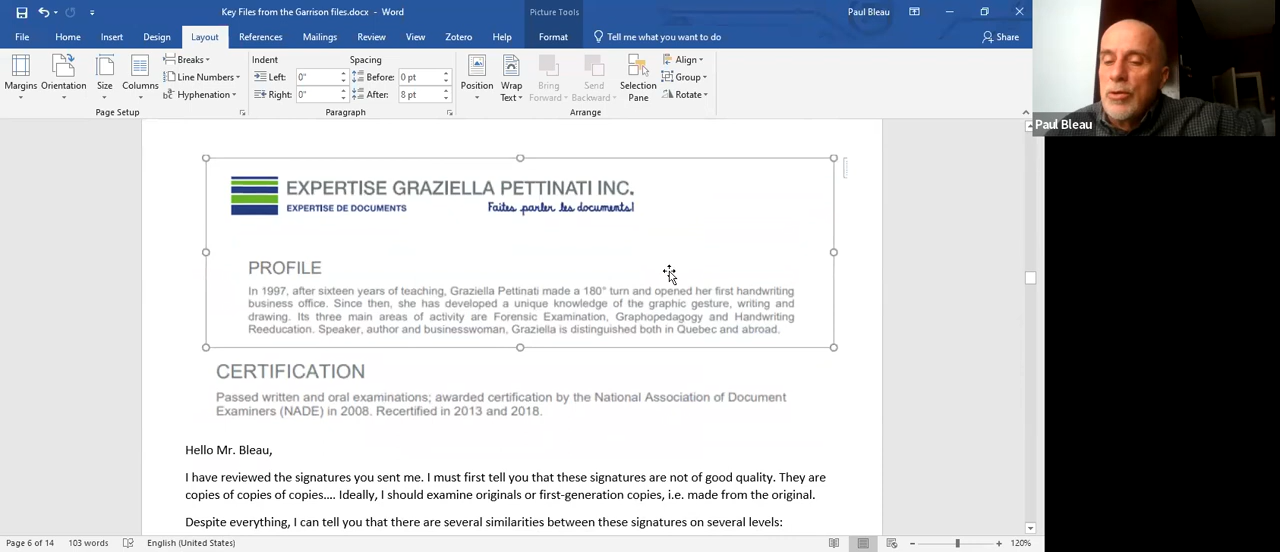 Key Files from the Garrison files.docx - Word
Picture Tools
Paul Bleau
File
Home
Insert
Design
Layout
References
Mailings
Review
View
Zotero
Help
Format
Tell me what you want to do
Share
Margins
Orientation
Size
Columns
Breaks
Line Numbers
Hyphenation
Page Setup
Indent
Left: 0"
Right: 0"
Spacing
Before: 0 pt
After: 8 pt
Paragraph
Position
Wrap
Text
Bring
Forward
Send
Backward
Selection
Pane
Align
Group
Rotate
Arrange
Paul Bleau
EXPERTISE GRAZIELLA PETTINATI INC.
EXPERTISE DE DOCUMENTS
Faites parler les documents!
PROFILE
In 1997, after sixteen years of teaching, Graziella Pettinati made a 180° turn and opened her first handwriting
business office. Since then, she has developed a unique knowledge of the graphic gesture, writing and
drawing. Its three main areas of activity are Forensic Examination, Graphopedagogy and Handwriting
Reeducation. Speaker, author and businesswoman, Graziella is distinguished both in Quebec and abroad.
CERTIFICATION
Passed written and oral examinations; awarded certification by the National Association of Document
Examiners (NADE) in 2008. Recertified in 2013 and 2018.
Hello Mr. Bleau,
I have reviewed the signatures you sent me. I must first tell you that these signatures are not of good quality. They are
copies of copies of copies.... Ideally, I should examine originals or first-generation copies, i.e. made from the original.
Despite everything, I can tell you that there are several similarities between these signatures on several levels:
Page 6 of 14
103 words
English (United States)
120%